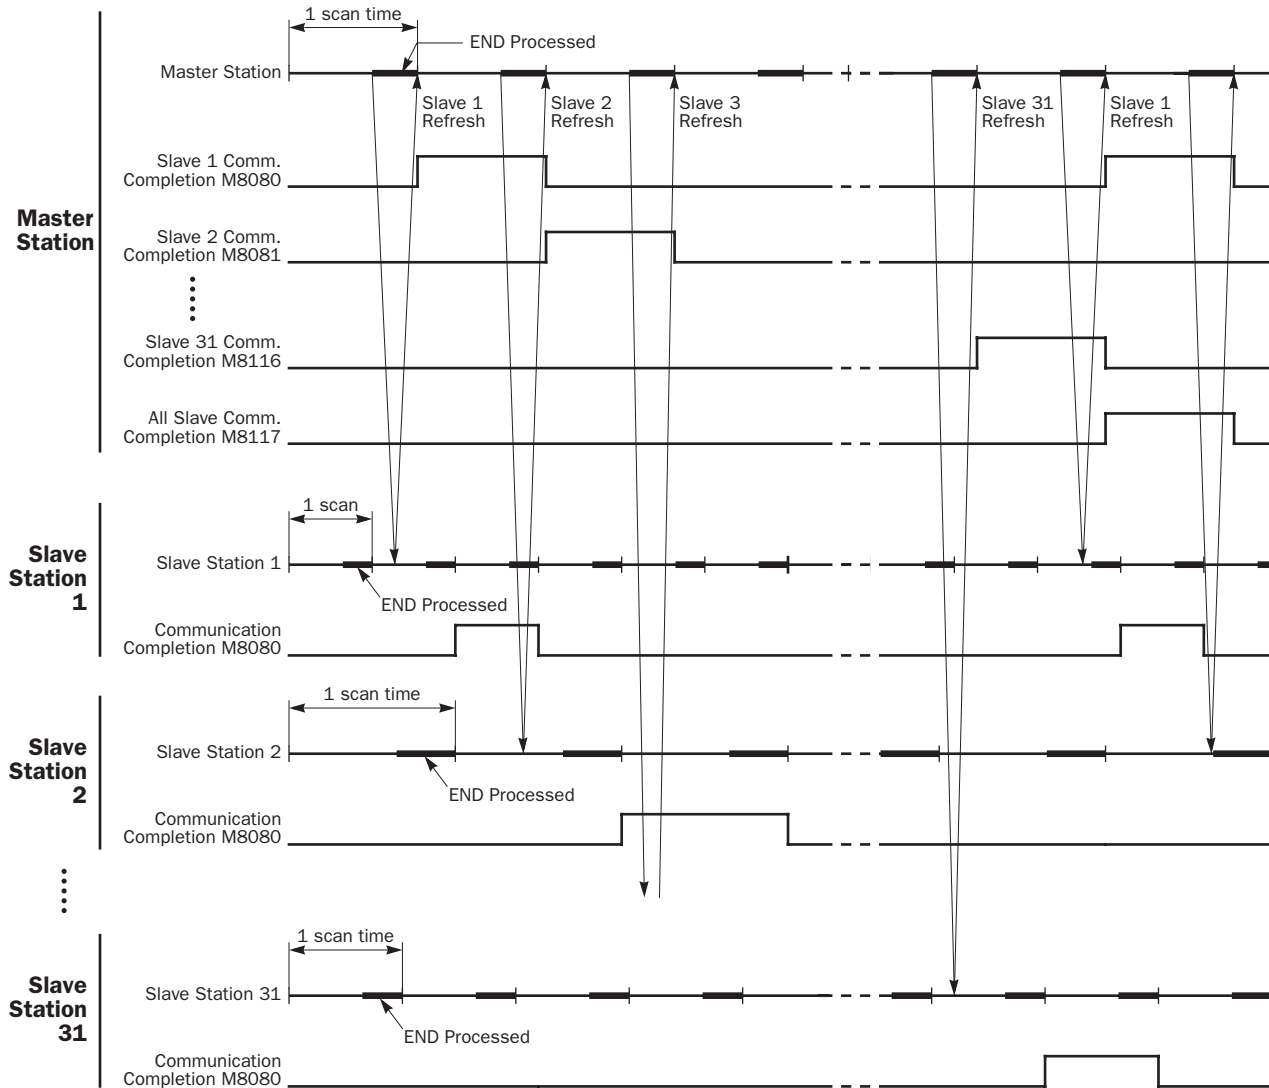 1 scan time
END Processed
Master Station
Slave 1
Refresh
Slave 2
Refresh
Slave 3
Refresh
Slave 31
Refresh
Slave 1
Refresh
Slave 1 Comm.
Completion M8080
Master
Station
Slave 2 Comm.
Completion M8081
Slave 31 Comm.
Completion M8116
All Slave Comm.
Completion M8117
1 scan
Slave
Station
1
Slave Station 1
END Processed
Communication
Completion M8080
1 scan time
Slave
Station
2
Slave Station 2
END Processed
Communication
Completion M8080
1 scan time
Slave
Station
31
Slave Station 31
END Processed
Communication
Completion M8080